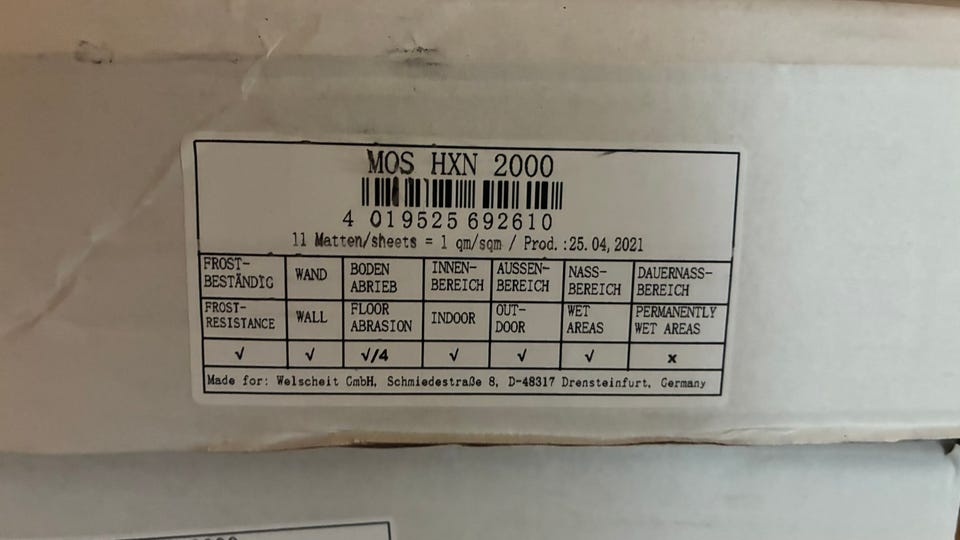 MOS HXN 2000
4 019525 692610
11 Matten/sheets = 1 qm/sqm / Prod.:25.04,2021
FROST-
BESTÄNDIG
WAND
BODEN
ABRIEB
INNEN-
BEREICH
AUSSEN-
BEREICH
NASS-
BEREICH
DAUERNASS-
BEREICH
FROST-
RESISTANCE
WALL
FLOOR
ABRASION
INDOOR
OUT-
DOOR
WET
AREAS
PERMANENTLY
WET AREAS
√ √ √/4 √ √ √ x
Made for: Welscheit GmbH, Schmiedestraße 8, D-48317 Drensteinfurt, Germany